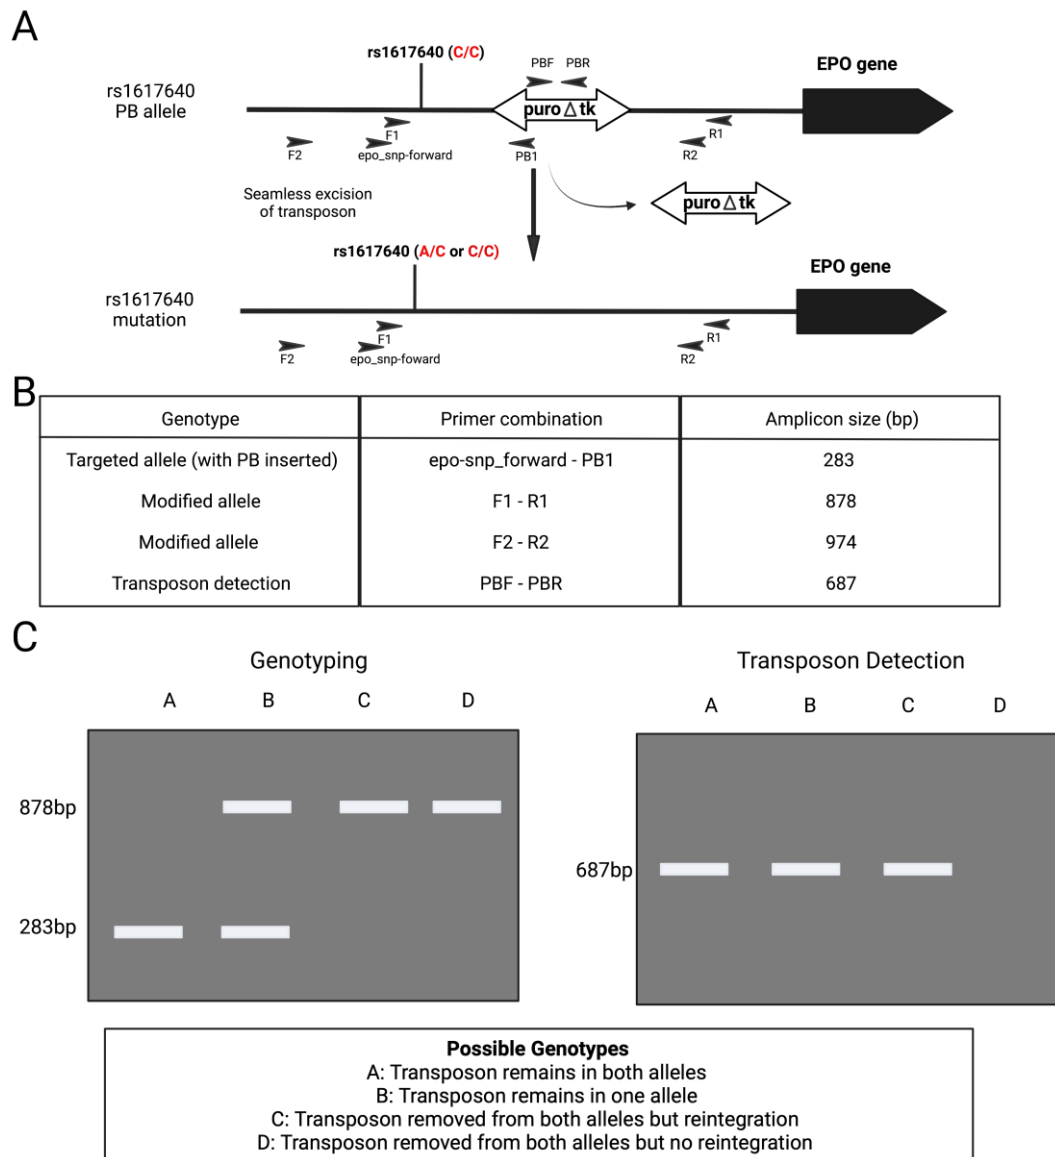 A
rs1617640 (C/C)
PBF PBR
EPO gene
rs1617640
PB allele
puro Δ tk
F1
R1
F2
epo_snp-forward
PB1
R2
Seamless excision
of transposon
puro Δ tk
rs1617640 (A/C or C/C)
EPO gene
rs1617640
mutation
F1
R1
F2
epo_snp-foward
R2
B
Genotype Primer combination Amplicon size (bp)
Targeted allele (with PB inserted) epo-snp_forward - PB1 283
Modified allele F1 - R1 878
Modified allele F2 - R2 974
Transposon detection PBF - PBR 687
C
Genotyping Transposon Detection
A B C D A B C D
878bp
687bp
283bp
Possible Genotypes
A: Transposon remains in both alleles
B: Transposon remains in one allele
C: Transposon removed from both alleles but reintegration
D: Transposon removed from both alleles but no reintegration